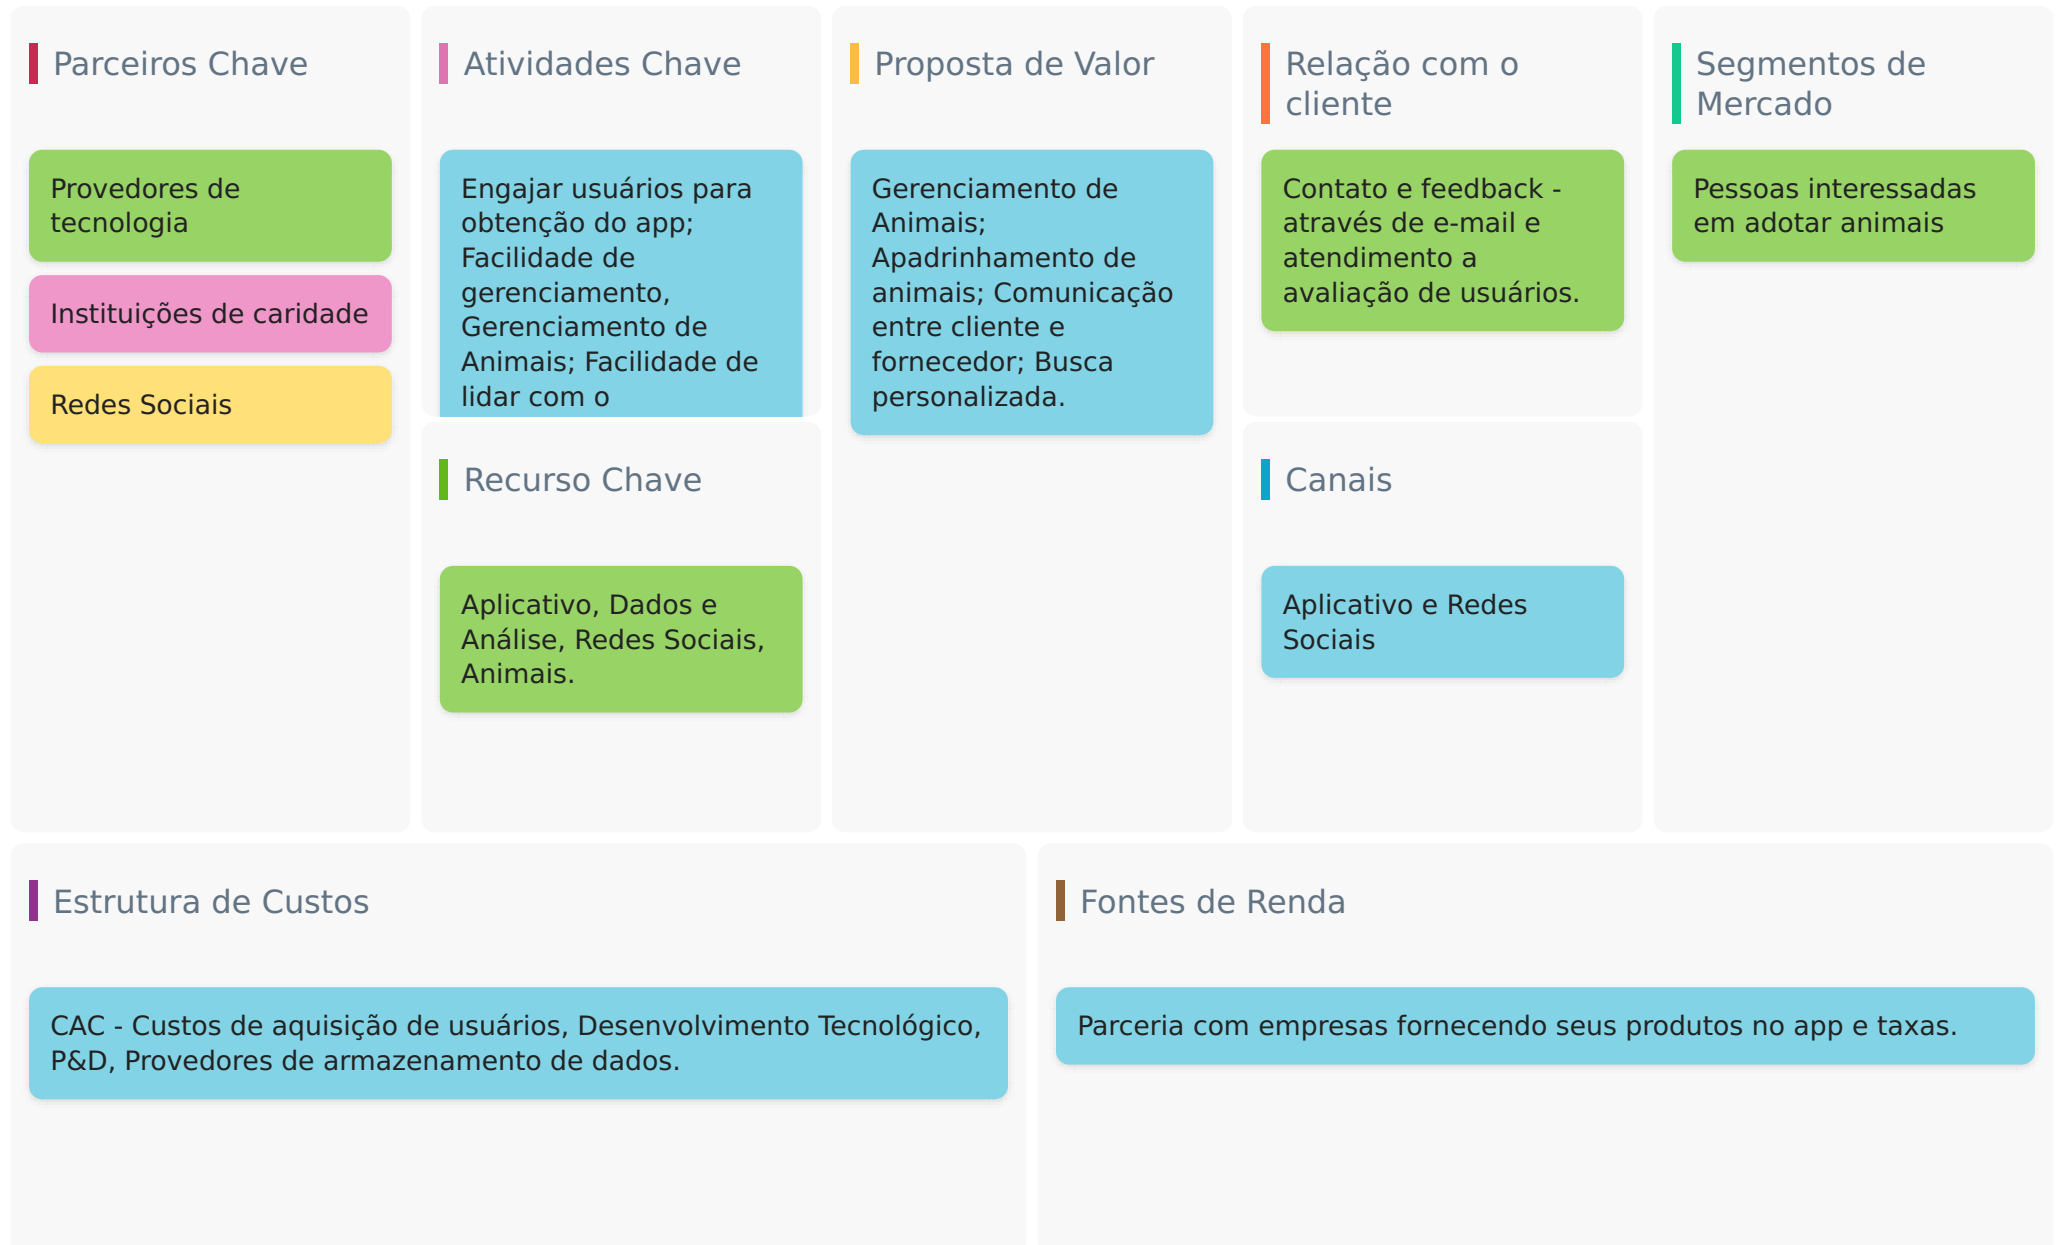 Parceiros Chave
Provedores de
tecnologia
Instituições de caridade
Redes Sociais
Atividades Chave
Engajar usuários para
obtenção do app;
Facilidade de
gerenciamento,
Gerenciamento de
Animais; Facilidade de
lidar com o
Recurso Chave
Aplicativo, Dados e
Análise, Redes Sociais,
Animais.
Proposta de Valor
Gerenciamento de
Animais;
Apadrinhamento de
animais; Comunicação
entre cliente e
fornecedor; Busca
personalizada.
Relação com o
cliente
Contato e feedback -
através de e-mail e
atendimento a
avaliação de usuários.
Canais
Aplicativo e Redes
Sociais
Segmentos de
Mercado
Pessoas interessadas
em adotar animais
Estrutura de Custos
CAC - Custos de aquisição de usuários, Desenvolvimento Tecnológico,
P&D, Provedores de armazenamento de dados.
Fontes de Renda
Parceria com empresas fornecendo seus produtos no app e taxas.